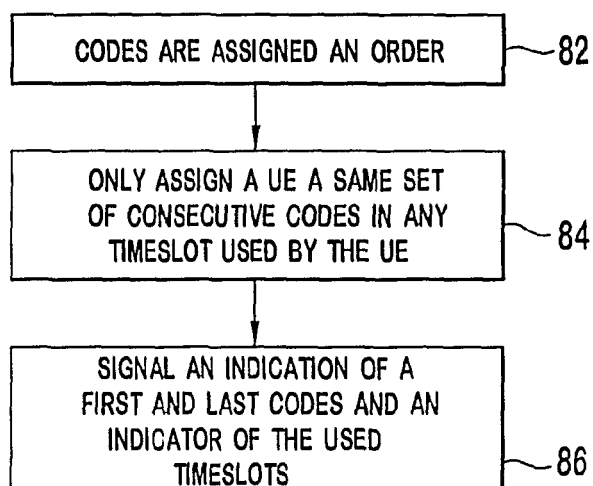 CODES ARE ASSIGNED AN ORDER
82
ONLY ASSIGN A UE A SAME SET
OF CONSECUTIVE CODES IN ANY
TIMESLOT USED BY THE UE
84
SIGNAL AN INDICATION OF A
FIRST AND LAST CODES AND AN
INDICATOR OF THE USED
TIMESLOTS
86